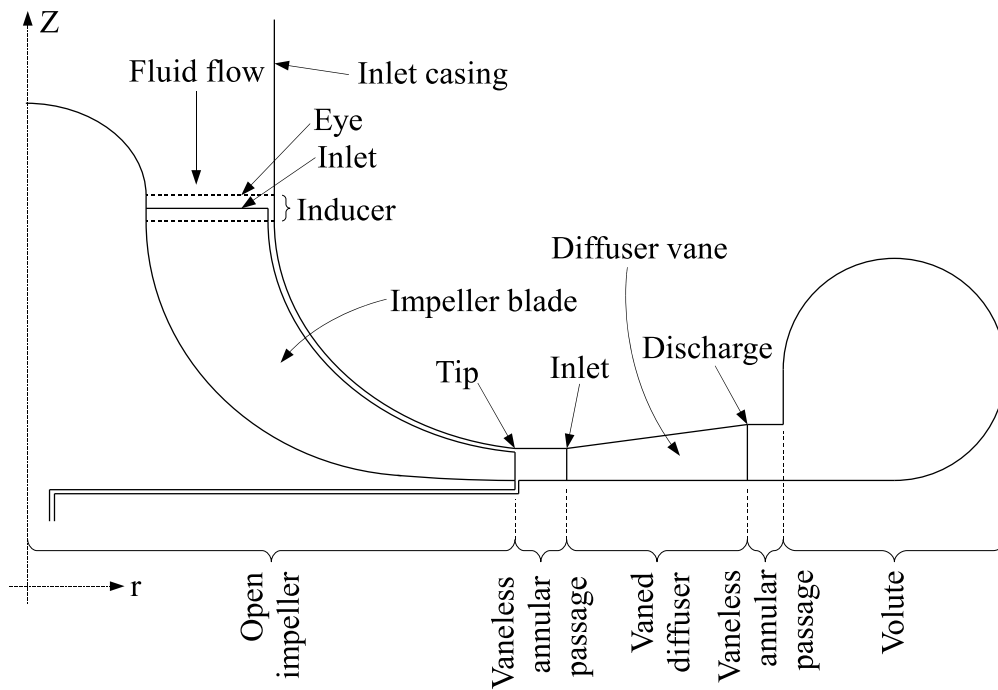 Z
Fluid flow
Inlet casing
Eye
Inlet
Inducer
Diffuser vane
Impeller blade
Discharge
Tip
Inlet
r
Open
impeller
Vaneless
annular
passage
Vaned
diffuser
Vaneless
annular
passage
Volute